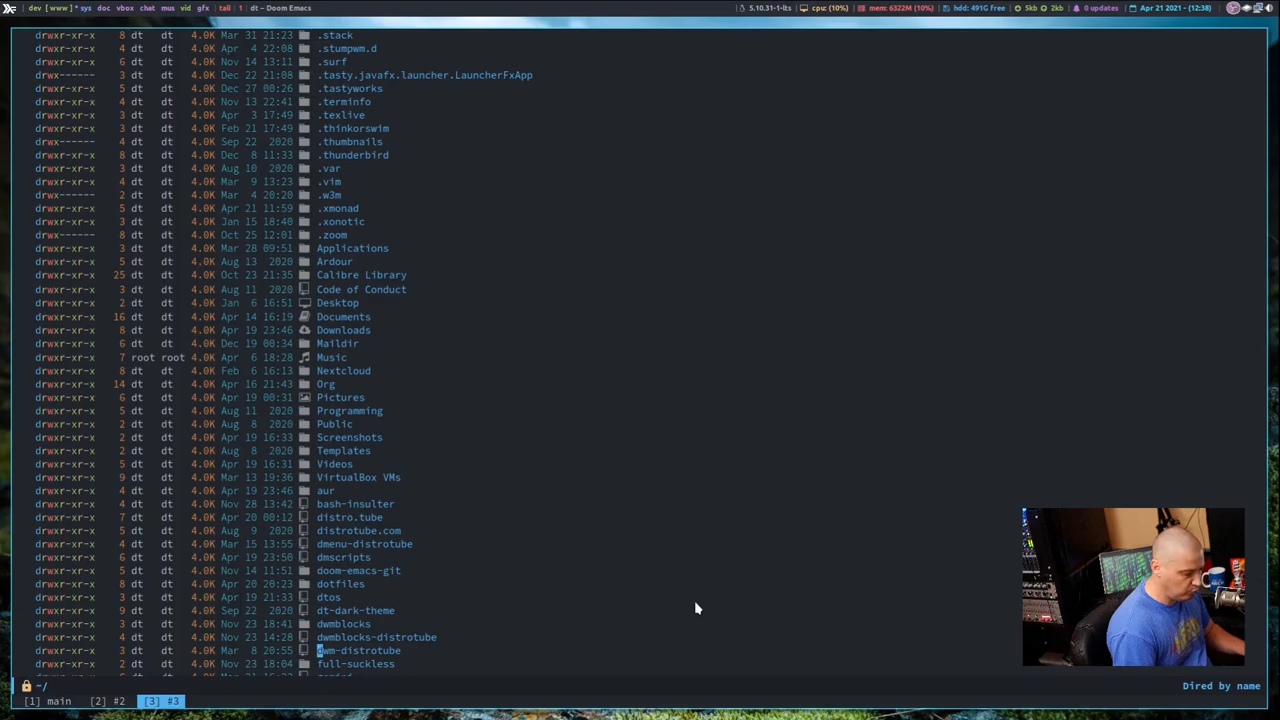 dev [ www ] * sys doc vbox chat mus vid gfx | tall | 1 | dt – Doom Emacs 5.10.31-1-lts cpu: (10%) mem: 6322M (10%) hdd: 491G Free 5kb 2kb 0 updates Apr 21 2021 - (12:38)
drwxr-xr-x 8 dt dt 4.0K Mar 31 21:23 .stack
drwxr-xr-x 4 dt dt 4.0K Apr 4 22:08 .stumpwm.d
drwxr-xr-x 6 dt dt 4.0K Nov 14 13:11 .surf
drwx------ 3 dt dt 4.0K Dec 22 21:08 .tasty.javafx.launcher.LauncherFxApp
drwxr-xr-x 8 dt dt 4.0K Dec 27 00:26 .tastyworks
drwxr-xr-x 4 dt dt 4.0K Nov 13 22:41 .terminfo
drwxr-xr-x 3 dt dt 4.0K Apr 3 17:49 .texlive
drwxr-xr-x 3 dt dt 4.0K Feb 21 17:49 .thinkorswim
drwx------ 4 dt dt 4.0K Sep 22 2020 .thumbnails
drwxr-xr-x 8 dt dt 4.0K Dec 8 11:33 .thunderbird
drwxr-xr-x 3 dt dt 4.0K Aug 10 2020 .var
drwxr-xr-x 4 dt dt 4.0K Mar 9 13:23 .vim
drwx------ 2 dt dt 4.0K Mar 4 20:20 .w3m
drwxr-xr-x 5 dt dt 4.0K Apr 21 11:59 .xmonad
drwxr-xr-x 3 dt dt 4.0K Jan 15 18:40 .xonotic
drwx------ 8 dt dt 4.0K Oct 25 12:01 .zoom
drwxr-xr-x 3 dt dt 4.0K Mar 28 09:51 Applications
drwxr-xr-x 5 dt dt 4.0K Aug 13 2020 Ardour
drwxr-xr-x 25 dt dt 4.0K Oct 23 21:35 Calibre Library
drwxr-xr-x 3 dt dt 4.0K Aug 11 2020 Code of Conduct
drwxr-xr-x 2 dt dt 4.0K Jan 6 16:51 Desktop
drwxr-xr-x 16 dt dt 4.0K Apr 14 16:19 Documents
drwxr-xr-x 8 dt dt 4.0K Apr 19 23:46 Downloads
drwxr-xr-x 6 dt dt 4.0K Dec 19 00:34 Maildir
drwxr-xr-x 7 root root 4.0K Apr 6 18:28 Music
drwxr-xr-x 8 dt dt 4.0K Feb 6 16:13 Nextcloud
drwxr-xr-x 14 dt dt 4.0K Apr 16 21:43 Org
drwxr-xr-x 6 dt dt 4.0K Apr 19 00:31 Pictures
drwxr-xr-x 5 dt dt 4.0K Aug 11 2020 Programming
drwxr-xr-x 2 dt dt 4.0K Aug 8 2020 Public
drwxr-xr-x 2 dt dt 4.0K Apr 19 16:33 Screenshots
drwxr-xr-x 2 dt dt 4.0K Aug 8 2020 Templates
drwxr-xr-x 5 dt dt 4.0K Apr 19 16:31 Videos
drwxr-xr-x 9 dt dt 4.0K Mar 13 19:36 VirtualBox VMs
drwxr-xr-x 4 dt dt 4.0K Apr 19 23:46 aur
drwxr-xr-x 4 dt dt 4.0K Nov 28 13:42 bash-insulter
drwxr-xr-x 7 dt dt 4.0K Apr 20 00:12 distro.tube
drwxr-xr-x 5 dt dt 4.0K Aug 9 2020 distrotube.com
drwxr-xr-x 4 dt dt 4.0K Mar 15 13:55 dmenu-distrotube
drwxr-xr-x 6 dt dt 4.0K Apr 19 23:50 dmscripts
drwxr-xr-x 5 dt dt 4.0K Nov 14 11:51 doom-emacs-git
drwxr-xr-x 8 dt dt 4.0K Apr 20 20:23 dotfiles
drwxr-xr-x 3 dt dt 4.0K Apr 19 21:33 dtos
drwxr-xr-x 9 dt dt 4.0K Sep 22 2020 dt-dark-theme
drwxr-xr-x 3 dt dt 4.0K Nov 23 18:41 dwmblocks
drwxr-xr-x 4 dt dt 4.0K Nov 23 14:28 dwmblocks-distrotube
drwxr-xr-x 4 dt dt 4.0K Mar 8 20:55 dwm-distrotube
drwxr-xr-x 2 dt dt 4.0K Nov 23 18:04 full-suckless
~/ Dired by name
[1] main [2] #2 [3] #3